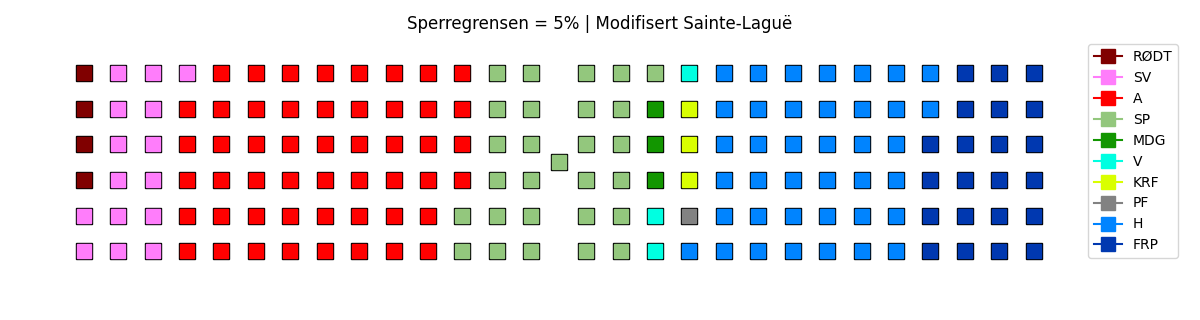 Sperregrensen = 5% | Modifisert Sainte-Laguë
RØDT
SV
A
SP
MDG
V
KRF
PF
H
FRP